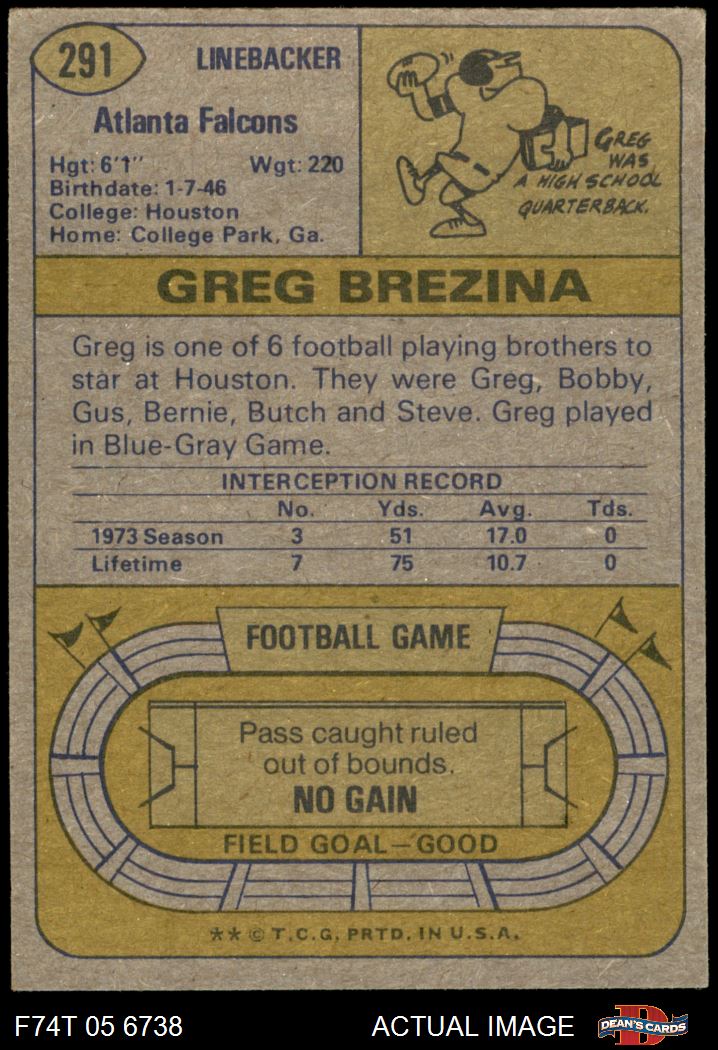 291
LINEBACKER
Atlanta Falcons
Hgt: 6'1" Wgt: 220
Birthdate: 1-7-46
College: Houston
Home: College Park, Ga.
GREG
WAS
A HIGH SCHOOL
QUARTERBACK.
GREG BREZINA
Greg is one of 6 football playing brothers to
star at Houston. They were Greg, Bobby,
Gus, Bernie, Butch and Steve. Greg played
in Blue-Gray Game.
INTERCEPTION RECORD
No. Yds. Avg. Tds.
1973 Season 3 51 17.0 0
Lifetime 7 75 10.7 0
FOOTBALL GAME
Pass caught ruled
out of bounds.
NO GAIN
FIELD GOAL—GOOD
** © T.C.G. PRTD. IN U.S.A.
F74T 05 6738 ACTUAL IMAGE
D
DEAN'S CARDS